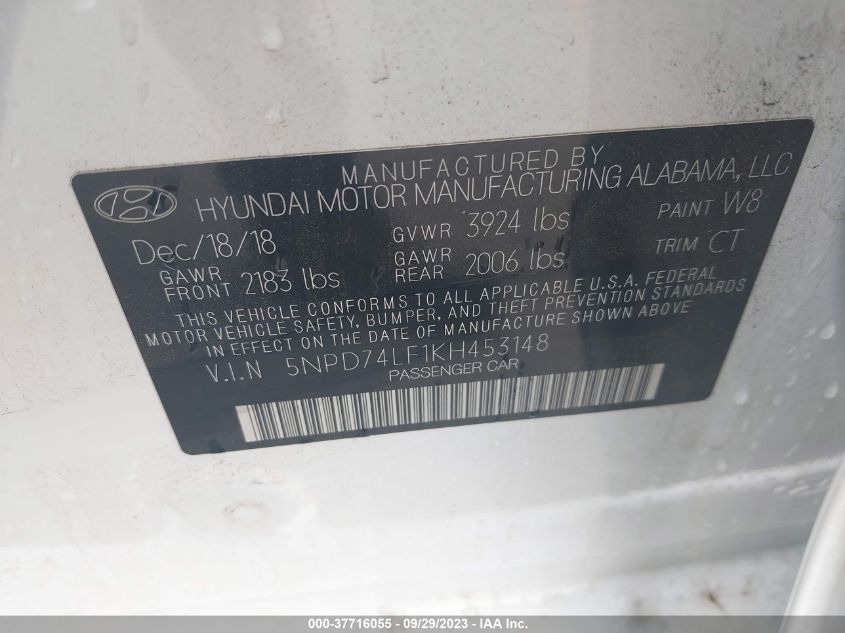 MANUFACTURED BY
HYUNDAI MOTOR MANUFACTURING ALABAMA, LLC
Dec/18/18 GVWR 3924 lbs PAINT W8
GAWR FRONT 2183 lbs GAWR REAR 2006 lbs TRIM CT
THIS VEHICLE CONFORMS TO ALL APPLICABLE U.S.A. FEDERAL
MOTOR VEHICLE SAFETY, BUMPER, AND THEFT PREVENTION STANDARDS
IN EFFECT ON THE DATE OF MANUFACTURE SHOWN ABOVE
V.I.N 5NPD74LF1KH453148
PASSENGER CAR
000-37716055 - 09/29/2023 - IAA Inc.